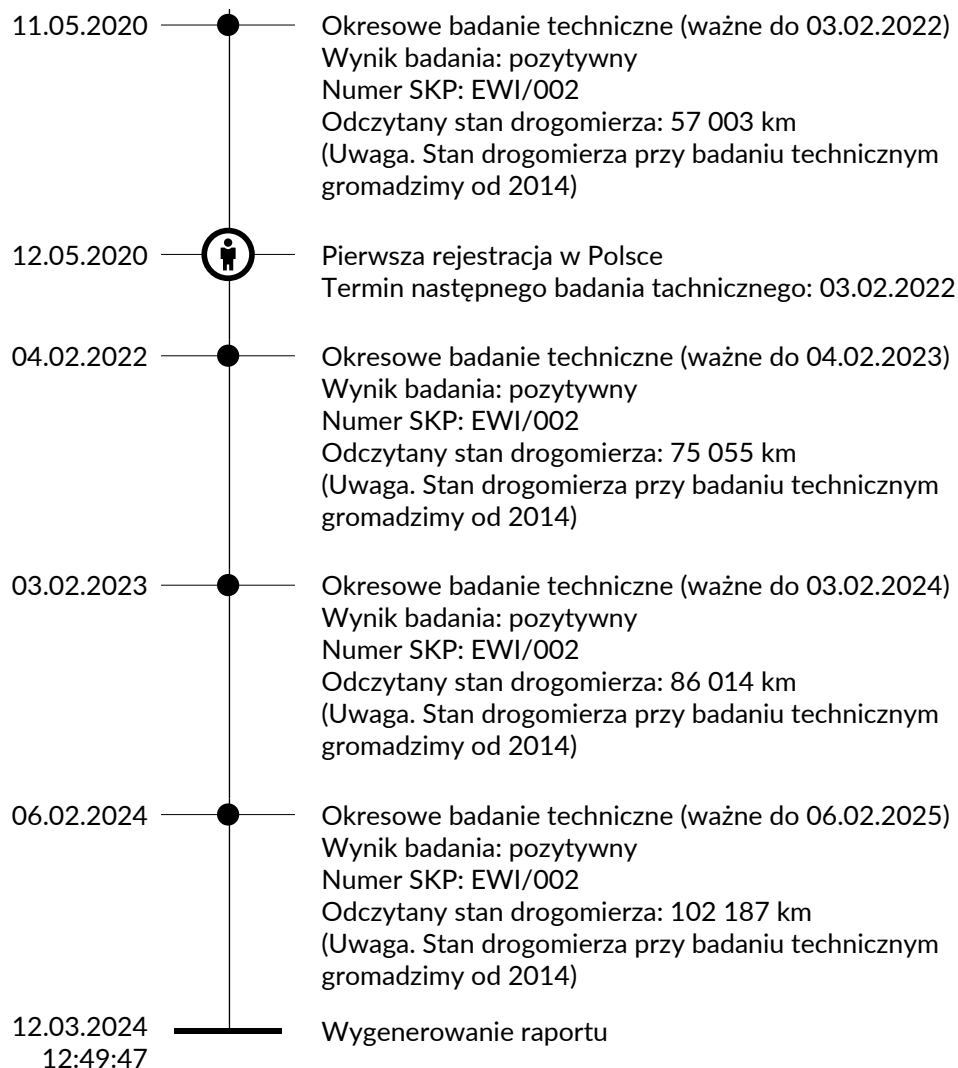 11.05.2020
Okresowe badanie techniczne (ważne do 03.02.2022)
Wynik badania: pozytywny
Numer SKP: EWI/002
Odczytany stan drogomierza: 57 003 km
(Uwaga. Stan drogomierza przy badaniu technicznym
gromadzimy od 2014)
12.05.2020
Pierwsza rejestracja w Polsce
Termin następnego badania tachnicznego: 03.02.2022
04.02.2022
Okresowe badanie techniczne (ważne do 04.02.2023)
Wynik badania: pozytywny
Numer SKP: EWI/002
Odczytany stan drogomierza: 75 055 km
(Uwaga. Stan drogomierza przy badaniu technicznym
gromadzimy od 2014)
03.02.2023
Okresowe badanie techniczne (ważne do 03.02.2024)
Wynik badania: pozytywny
Numer SKP: EWI/002
Odczytany stan drogomierza: 86 014 km
(Uwaga. Stan drogomierza przy badaniu technicznym
gromadzimy od 2014)
06.02.2024
Okresowe badanie techniczne (ważne do 06.02.2025)
Wynik badania: pozytywny
Numer SKP: EWI/002
Odczytany stan drogomierza: 102 187 km
(Uwaga. Stan drogomierza przy badaniu technicznym
gromadzimy od 2014)
12.03.2024
12:49:47
Wygenerowanie raportu